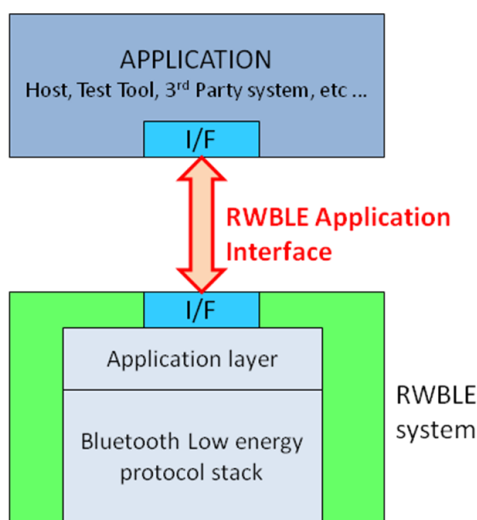 APPLICATION
Host, Test Tool, 3rd Party system, etc ...
I/F
RWBLE Application
Interface
I/F
Application layer
Bluetooth Low energy
protocol stack
RWBLE
system